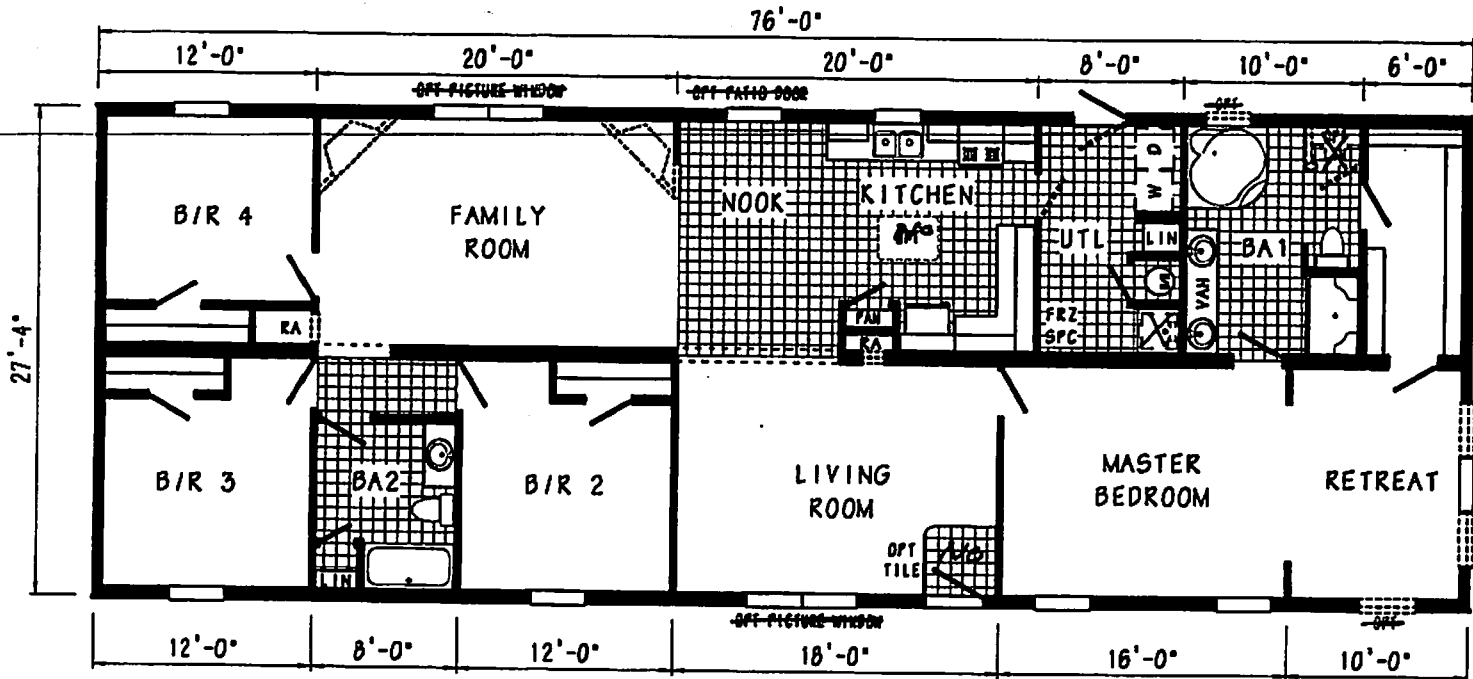 76'-0"
12'-0" 20'-0" 20'-0" 8'-0" 10'-0" 6'-0"
OPT PICTURE WINDOW OPT PATIO DOOR OPT
27'-4"
B/R 4
FAMILY
ROOM
NOOK
KITCHEN
UTL
D
W
LIN
BA1
VAN
RA
PAN
RA
FRZ
SPC
B/R 3
BA2
LIN
B/R 2
LIVING
ROOM
OPT
TILE
No
MASTER
BEDROOM
RETREAT
OPT PICTURE WINDOW OPT
12'-0" 8'-0" 12'-0" 18'-0" 16'-0" 10'-0"